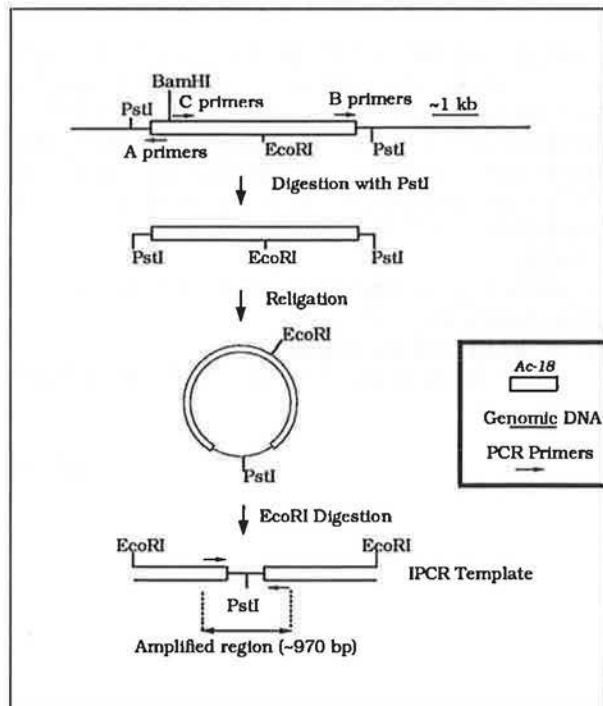 BamHI
PstI
C primers
B primers
~1 kb
A primers
EcoRI
PstI
Digestion with PstI
PstI
EcoRI
PstI
Religation
EcoRI
PstI
Ac-18
Genomic DNA
PCR Primers
EcoRI Digestion
EcoRI
EcoRI
IPCR Template
PstI
Amplified region (~970 bp)